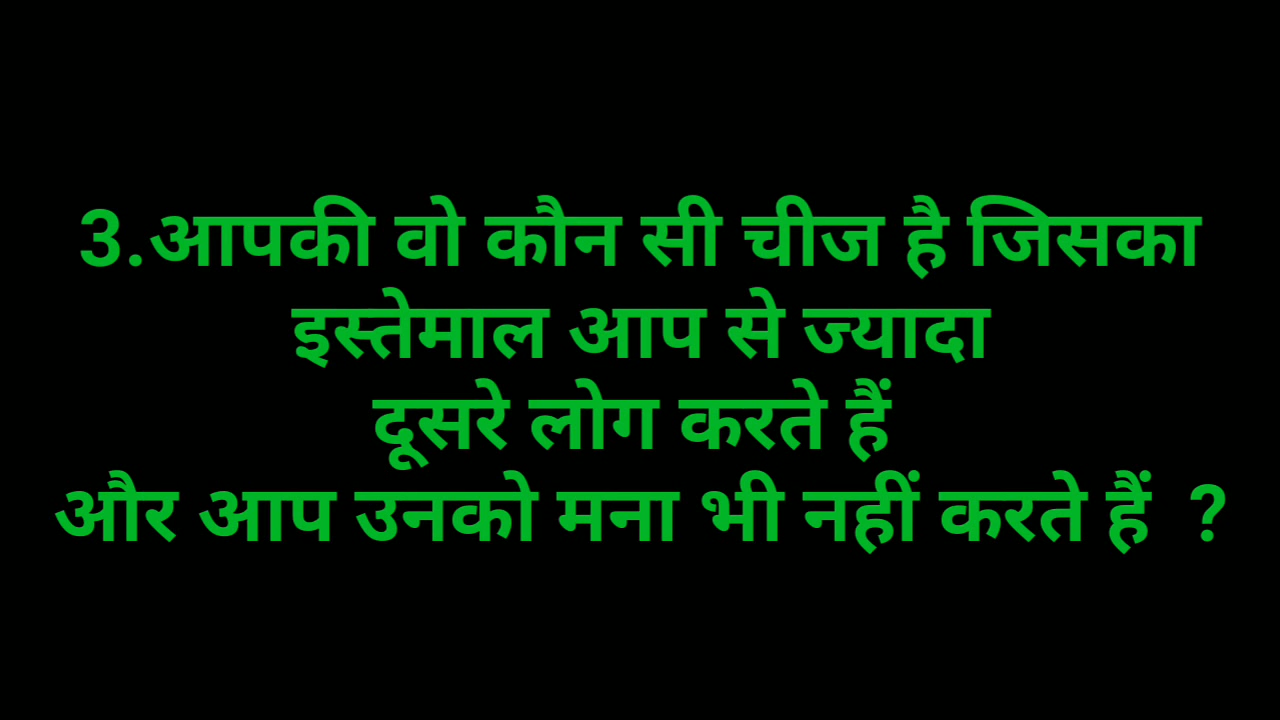 3.आपकी वो कौन सी चीज है जिसका
इस्तेमाल आप से ज्यादा
दूसरे लोग करते हैं
और आप उनको मना भी नहीं करते हैं ?